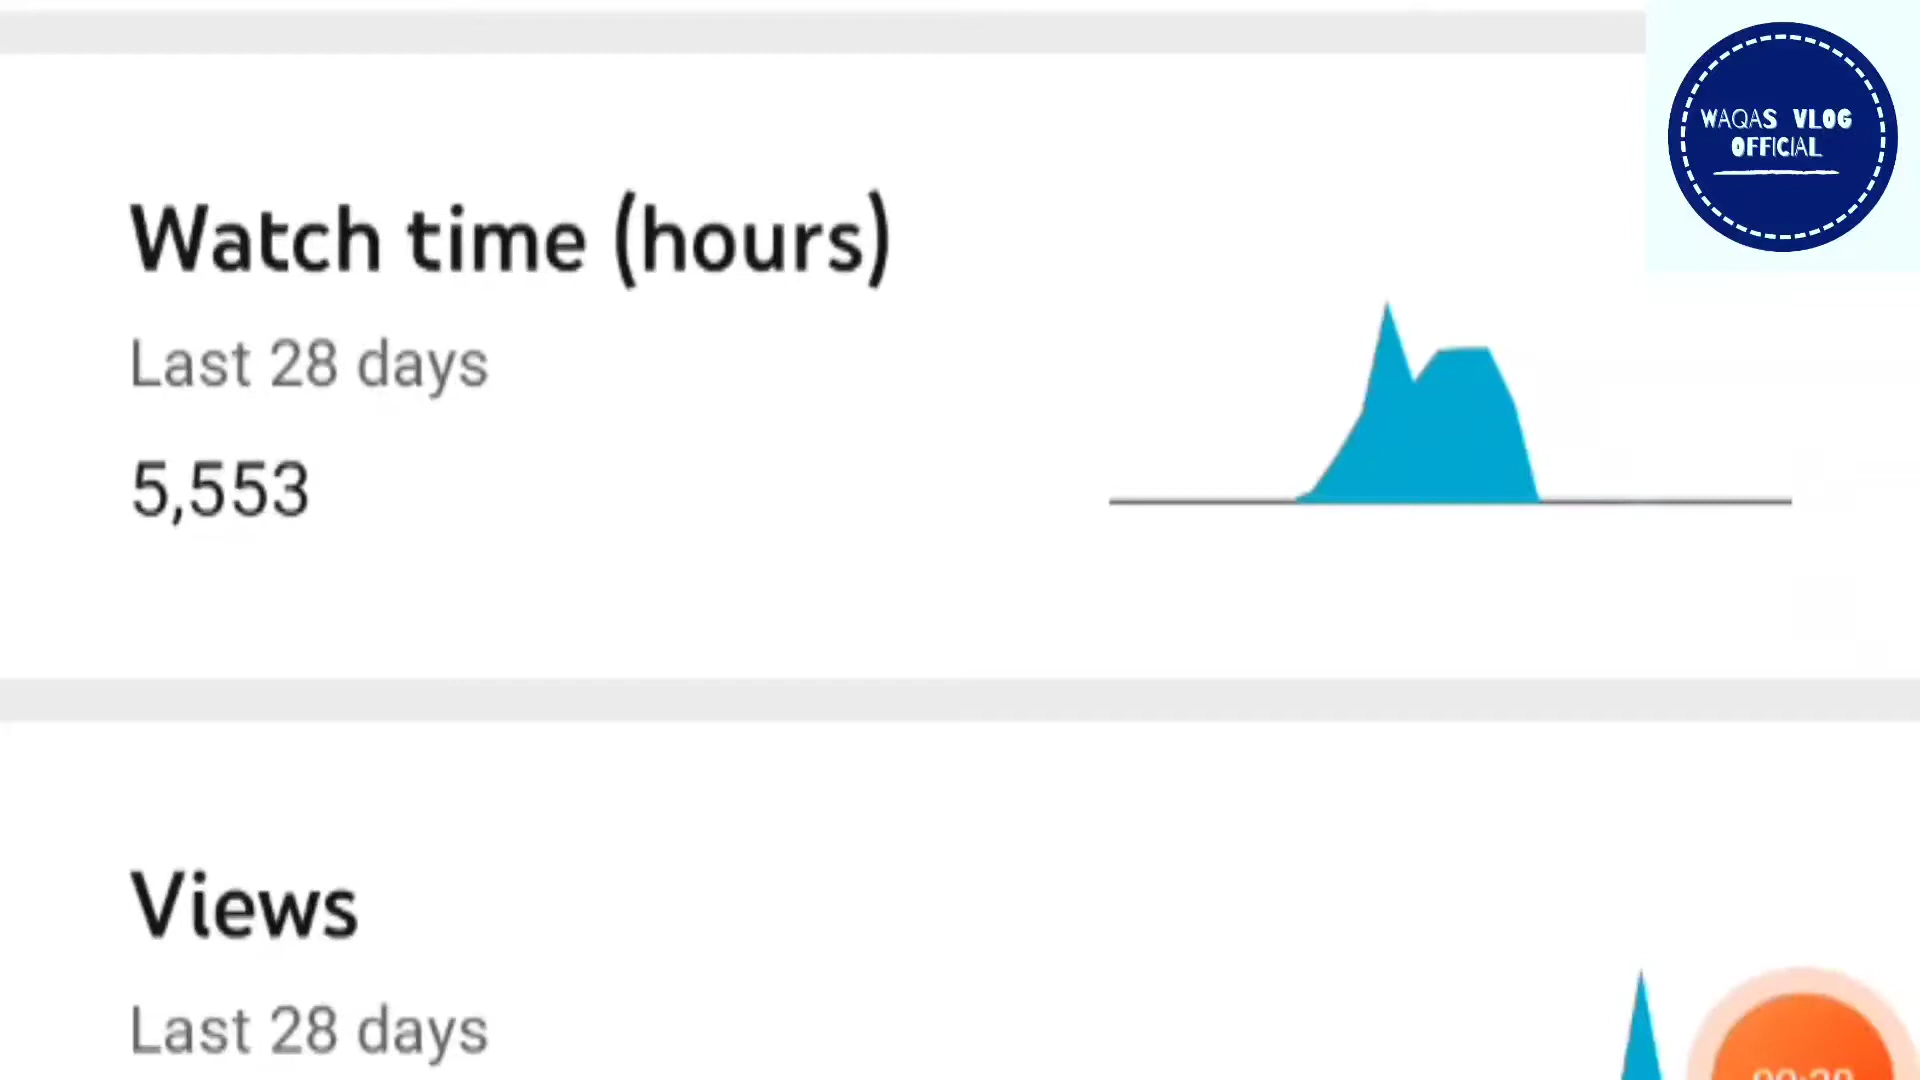 WAQAS VLOG
OFFICIAL
Watch time (hours)
Last 28 days
5,553
Views
Last 28 days